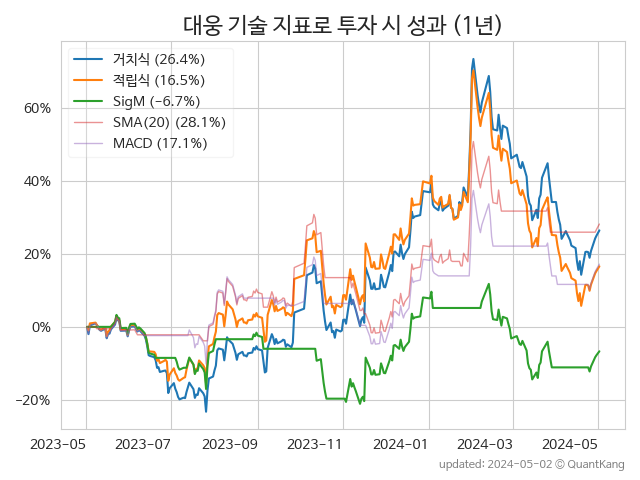 대웅 기술 지표로 투자 시 성과 (1년)
거치식 (26.4%)
적립식 (16.5%)
SigM (−6.7%)
SMA(20) (28.1%)
MACD (17.1%)
60%
40%
20%
0%
−20%
2023-05 2023-07 2023-09 2023-11 2024-01 2024-03 2024-05
updated: 2024-05-02 © QuantKang